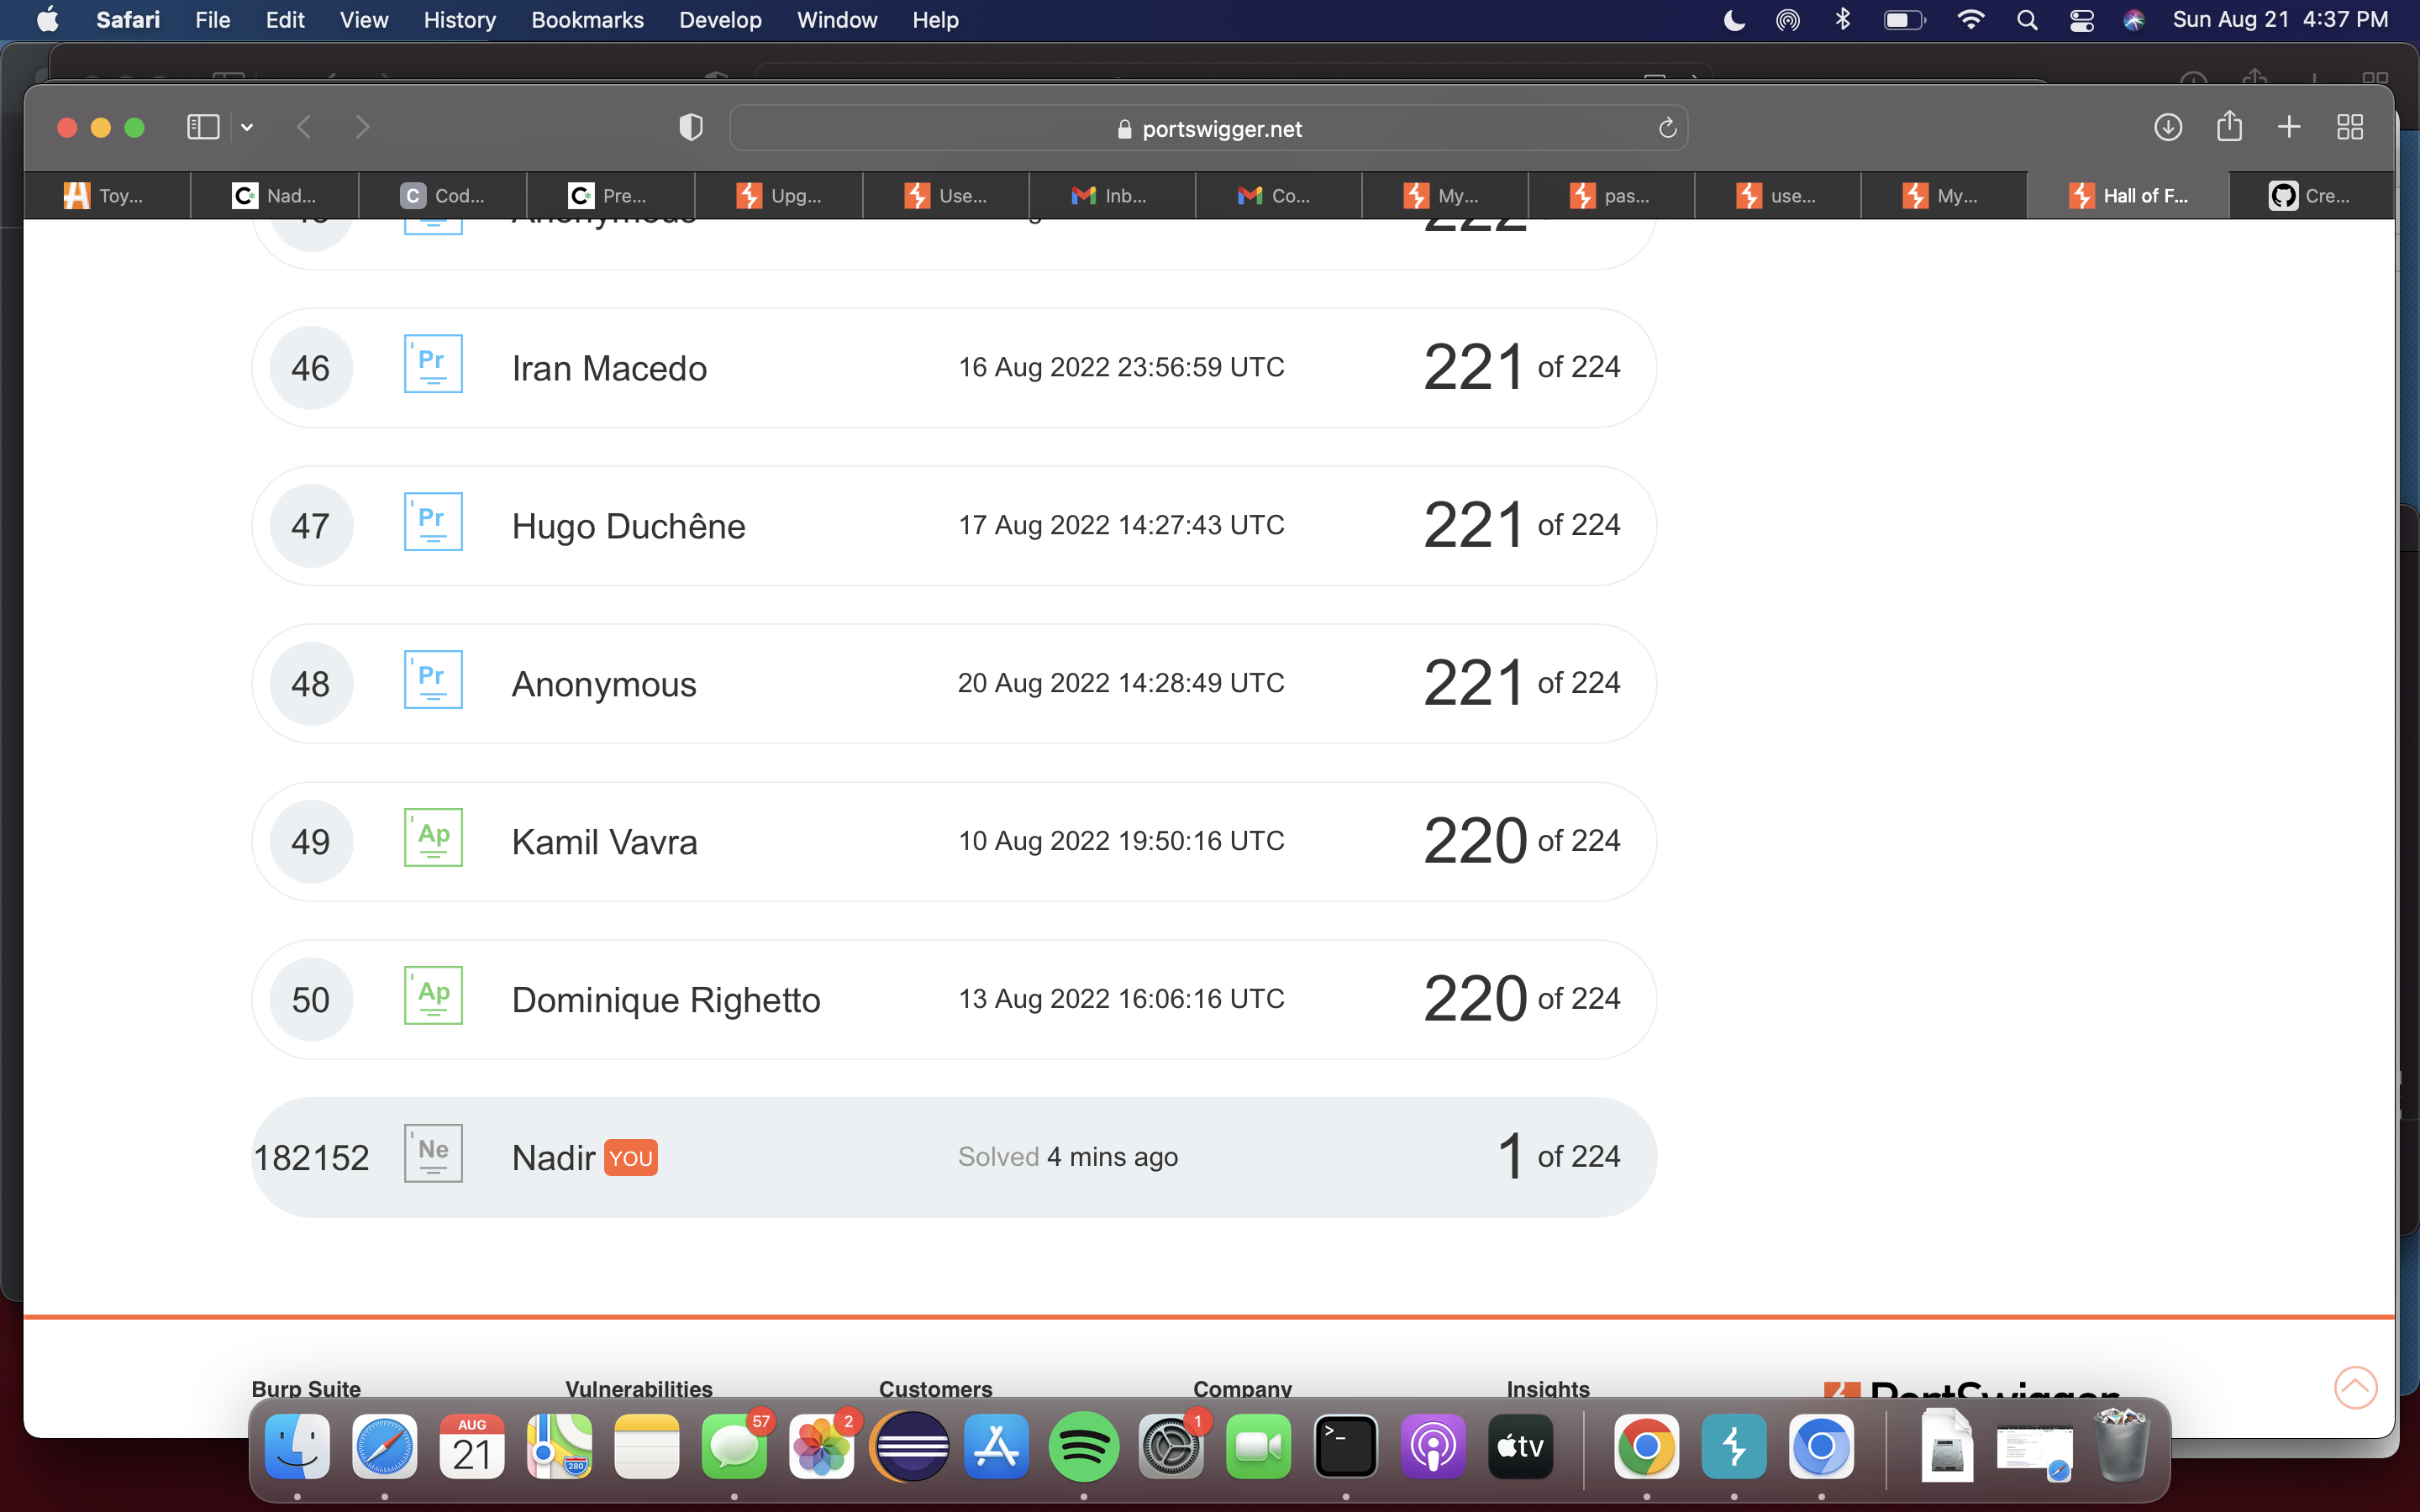 Safari File Edit View History Bookmarks Develop Window Help Sun Aug 21 4:37 PM
portswigger.net
Toy... Nad... C Cod... Pre... Upg... Use... Inb... Co... My... pas... use... My... Hall of F... Cre...
Anonymous 222
46 Pr Iran Macedo 16 Aug 2022 23:56:59 UTC 221 of 224
47 Pr Hugo Duchêne 17 Aug 2022 14:27:43 UTC 221 of 224
48 Pr Anonymous 20 Aug 2022 14:28:49 UTC 221 of 224
49 Ap Kamil Vavra 10 Aug 2022 19:50:16 UTC 220 of 224
50 Ap Dominique Righetto 13 Aug 2022 16:06:16 UTC 220 of 224
182152 Ne Nadir YOU Solved 4 mins ago 1 of 224
Burp Suite Vulnerabilities Customers Company Insights PortSwigger
AUG 57 2 1
21 280 >_ tv